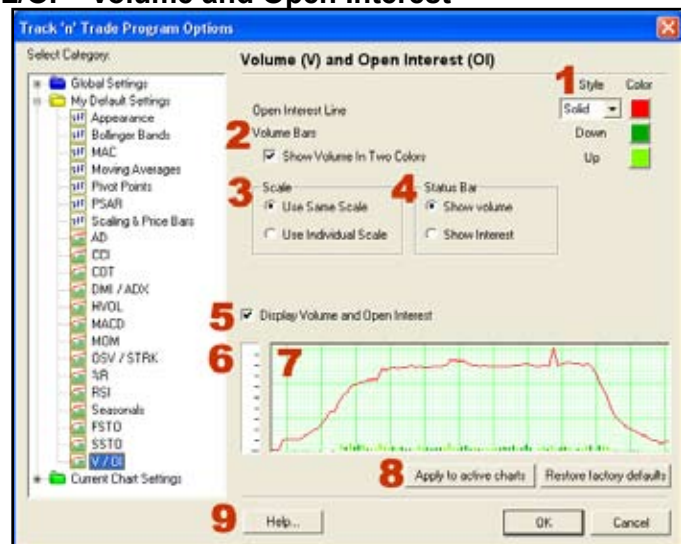 Volume and Open Interest
Track 'n' Trade Program Options
Select Category:
Global Settings
My Default Settings
Appearance
Bollinger Bands
MAC
Moving Averages
Pivot Points
PSAR
Scaling & Price Bars
AD
CCI
COT
DMI / ADX
HVOL
MACD
MOM
OSV / STRK
%R
RSI
Seasonals
FSTO
SSTO
V / OI
Current Chart Settings
Volume (V) and Open Interest (OI)
1 Style Color
Open Interest Line Solid
2 Volume Bars Down
Show Volume In Two Colors Up
3 Scale
Use Same Scale
Use Individual Scale
4 Status Bar
Show volume
Show Interest
5 Display Volume and Open Interest
6 7
8 Apply to active charts Restore factory defaults
9 Help... OK Cancel